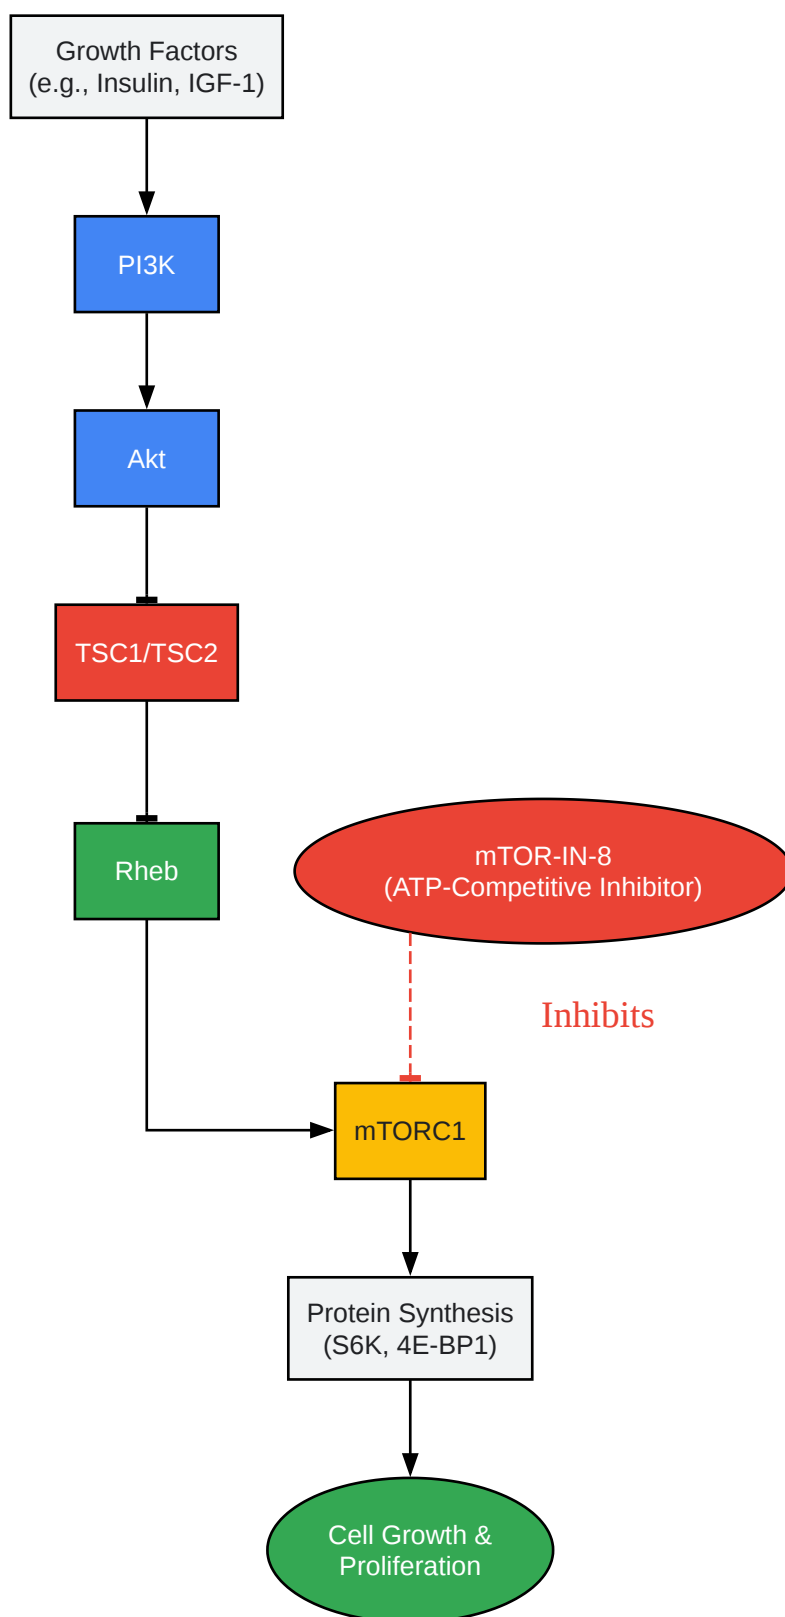 Growth Factors
(e.g., Insulin, IGF-1)
PI3K
Akt
TSC1/TSC2
Rheb
mTOR-IN-8
(ATP-Competitive Inhibitor)
Inhibits
mTORC1
Protein Synthesis
(S6K, 4E-BP1)
Cell Growth &
Proliferation